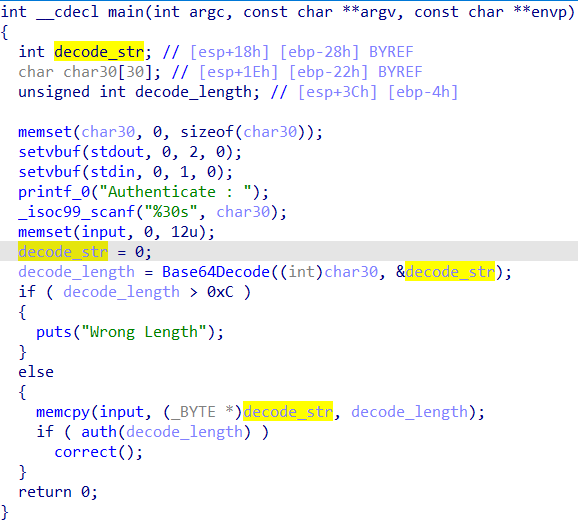 int __cdecl main(int argc, const char **argv, const char **envp)
{
  int decode_str; // [esp+18h] [ebp-28h] BYREF
  char char30[30]; // [esp+1Eh] [ebp-22h] BYREF
  unsigned int decode_length; // [esp+3Ch] [ebp-4h]

  memset(char30, 0, sizeof(char30));
  setvbuf(stdout, 0, 2, 0);
  setvbuf(stdin, 0, 1, 0);
  printf_0("Authenticate : ");
  _isoc99_scanf("%30s", char30);
  memset(input, 0, 12u);
  decode_str = 0;
  decode_length = Base64Decode((int)char30, &decode_str);
  if ( decode_length > 0xC )
  {
    puts("Wrong Length");
  }
  else
  {
    memcpy(input, (_BYTE *)decode_str, decode_length);
    if ( auth(decode_length) )
      correct();
  }
  return 0;
}